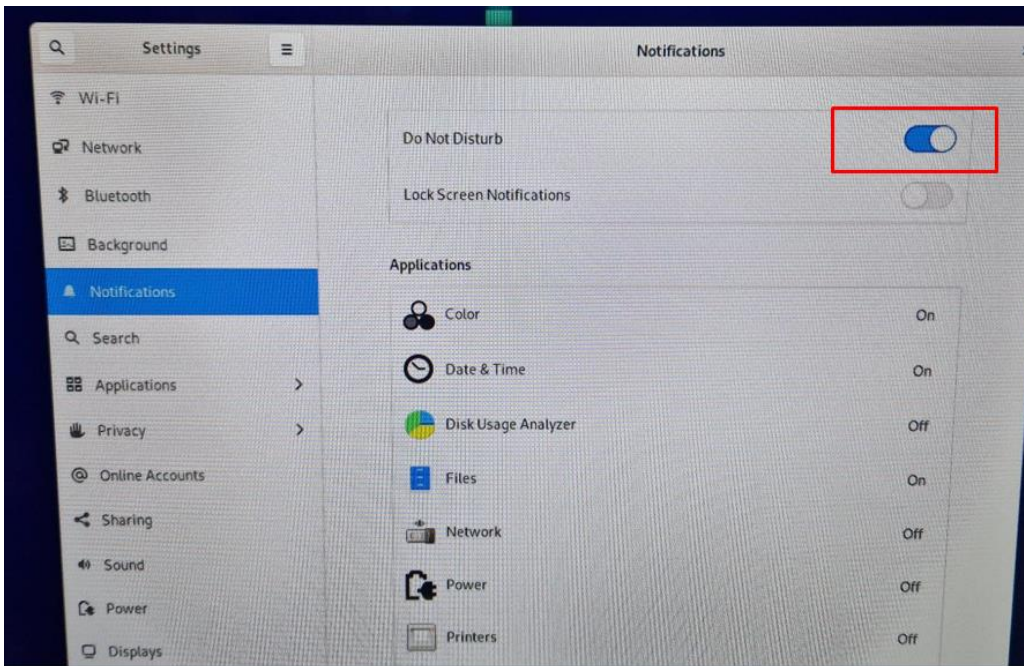 Settings
Notifications
Wi-Fi
Network
Bluetooth
Background
Notifications
Search
Applications
Privacy
Online Accounts
Sharing
Sound
Power
Displays
Do Not Disturb
Lock Screen Notifications
Applications
Color On
Date & Time On
Disk Usage Analyzer Off
Files On
Network Off
Power Off
Printers Off